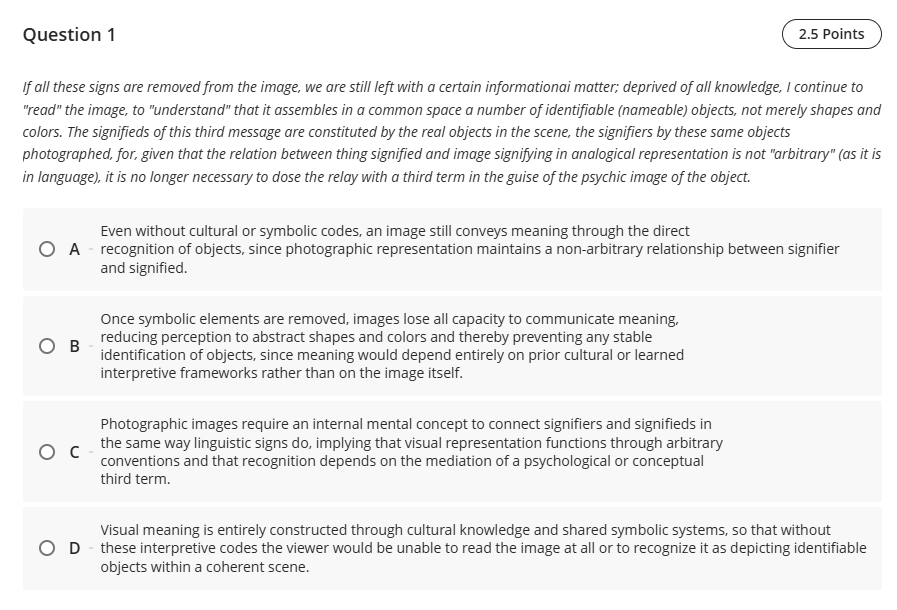 Question 1
2.5 Points
If all these signs are removed from the image, we are still left with a certain informationai matter; deprived of all knowledge, I continue to
"read" the image, to "understand" that it assembles in a common space a number of identifiable (nameable) objects, not merely shapes and
colors. The signifieds of this third message are constituted by the real objects in the scene, the signifiers by these same objects
photographed, for, given that the relation between thing signified and image signifying in analogical representation is not "arbitrary" (as it is
in language), it is no longer necessary to dose the relay with a third term in the guise of the psychic image of the object.
Even without cultural or symbolic codes, an image still conveys meaning through the direct
A - recognition of objects, since photographic representation maintains a non-arbitrary relationship between signifier
and signified.
Once symbolic elements are removed, images lose all capacity to communicate meaning,
reducing perception to abstract shapes and colors and thereby preventing any stable
B - identification of objects, since meaning would depend entirely on prior cultural or learned
interpretive frameworks rather than on the image itself.
Photographic images require an internal mental concept to connect signifiers and signifieds in
the same way linguistic signs do, implying that visual representation functions through arbitrary
C - conventions and that recognition depends on the mediation of a psychological or conceptual
third term.
Visual meaning is entirely constructed through cultural knowledge and shared symbolic systems, so that without
D - these interpretive codes the viewer would be unable to read the image at all or to recognize it as depicting identifiable
objects within a coherent scene.